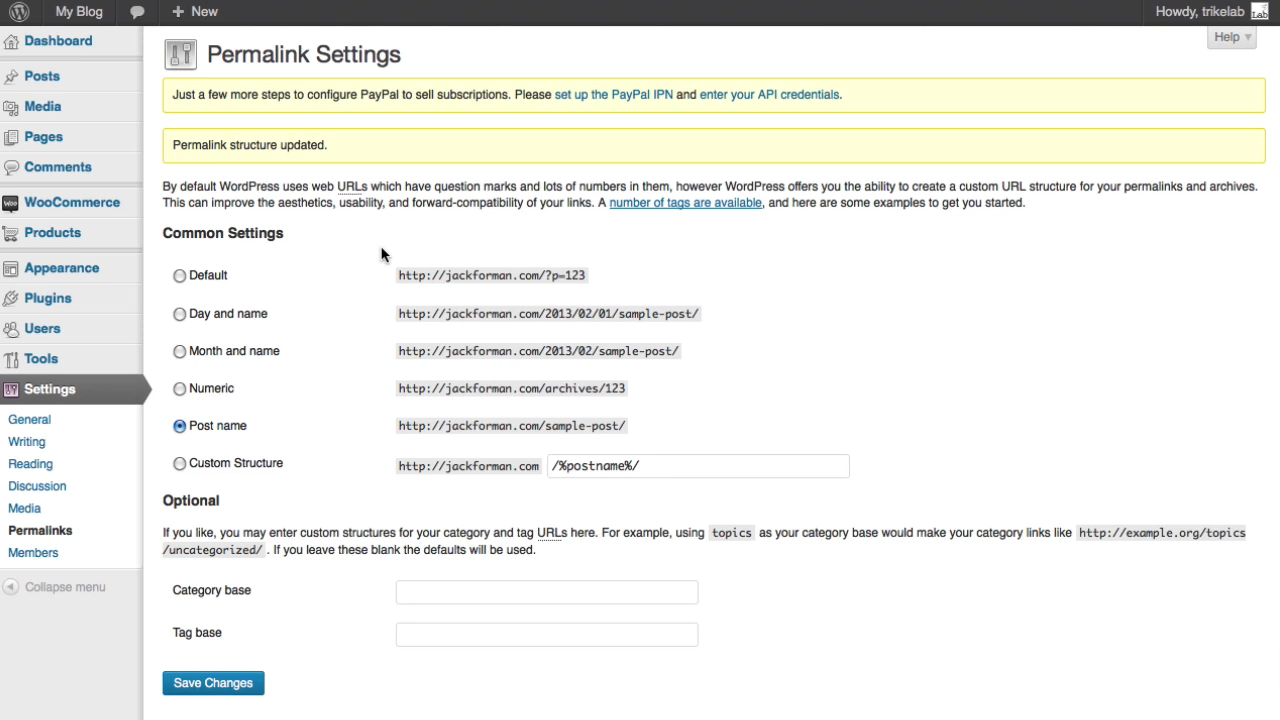 My Blog
New
Howdy, trikelab
Lab
Help
Dashboard
Posts
Media
Pages
Comments
Woo
WooCommerce
Products
Appearance
Plugins
Users
Tools
Settings
General
Writing
Reading
Discussion
Media
Permalinks
Members
Collapse menu
Permalink Settings
Just a few more steps to configure PayPal to sell subscriptions. Please set up the PayPal IPN and enter your API credentials.
Permalink structure updated.
By default WordPress uses web URLs which have question marks and lots of numbers in them, however WordPress offers you the ability to create a custom URL structure for your permalinks and archives.
This can improve the aesthetics, usability, and forward-compatibility of your links. A number of tags are available, and here are some examples to get you started.
Common Settings
Default http://jackforman.com/?p=123
Day and name http://jackforman.com/2013/02/01/sample-post/
Month and name http://jackforman.com/2013/02/sample-post/
Numeric http://jackforman.com/archives/123
Post name http://jackforman.com/sample-post/
Custom Structure http://jackforman.com /%postname%/
Optional
If you like, you may enter custom structures for your category and tag URLs here. For example, using topics as your category base would make your category links like http://example.org/topics
/uncategorized/ . If you leave these blank the defaults will be used.
Category base
Tag base
Save Changes